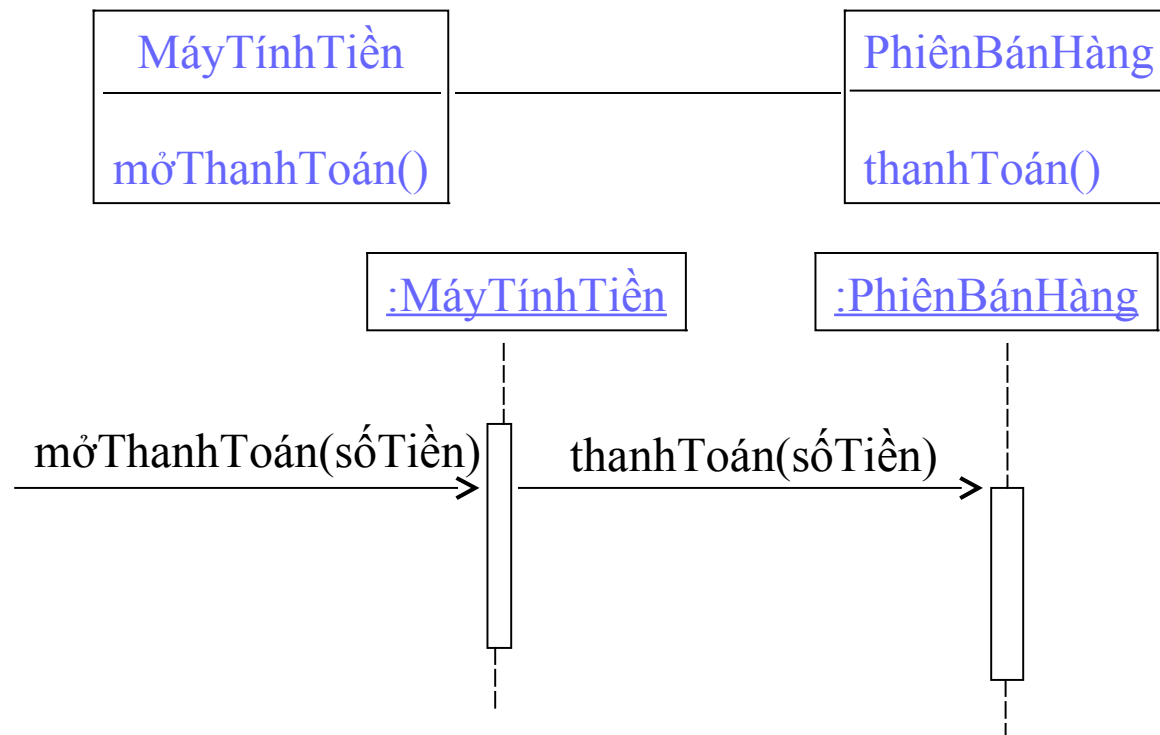 MáyTínhTiền
PhiênBánHàng
mởThanhToán()
thanhToán()
:MáyTínhTiền
:PhiênBánHàng
mởThanhToán(sốTiền)
thanhToán(sốTiền)